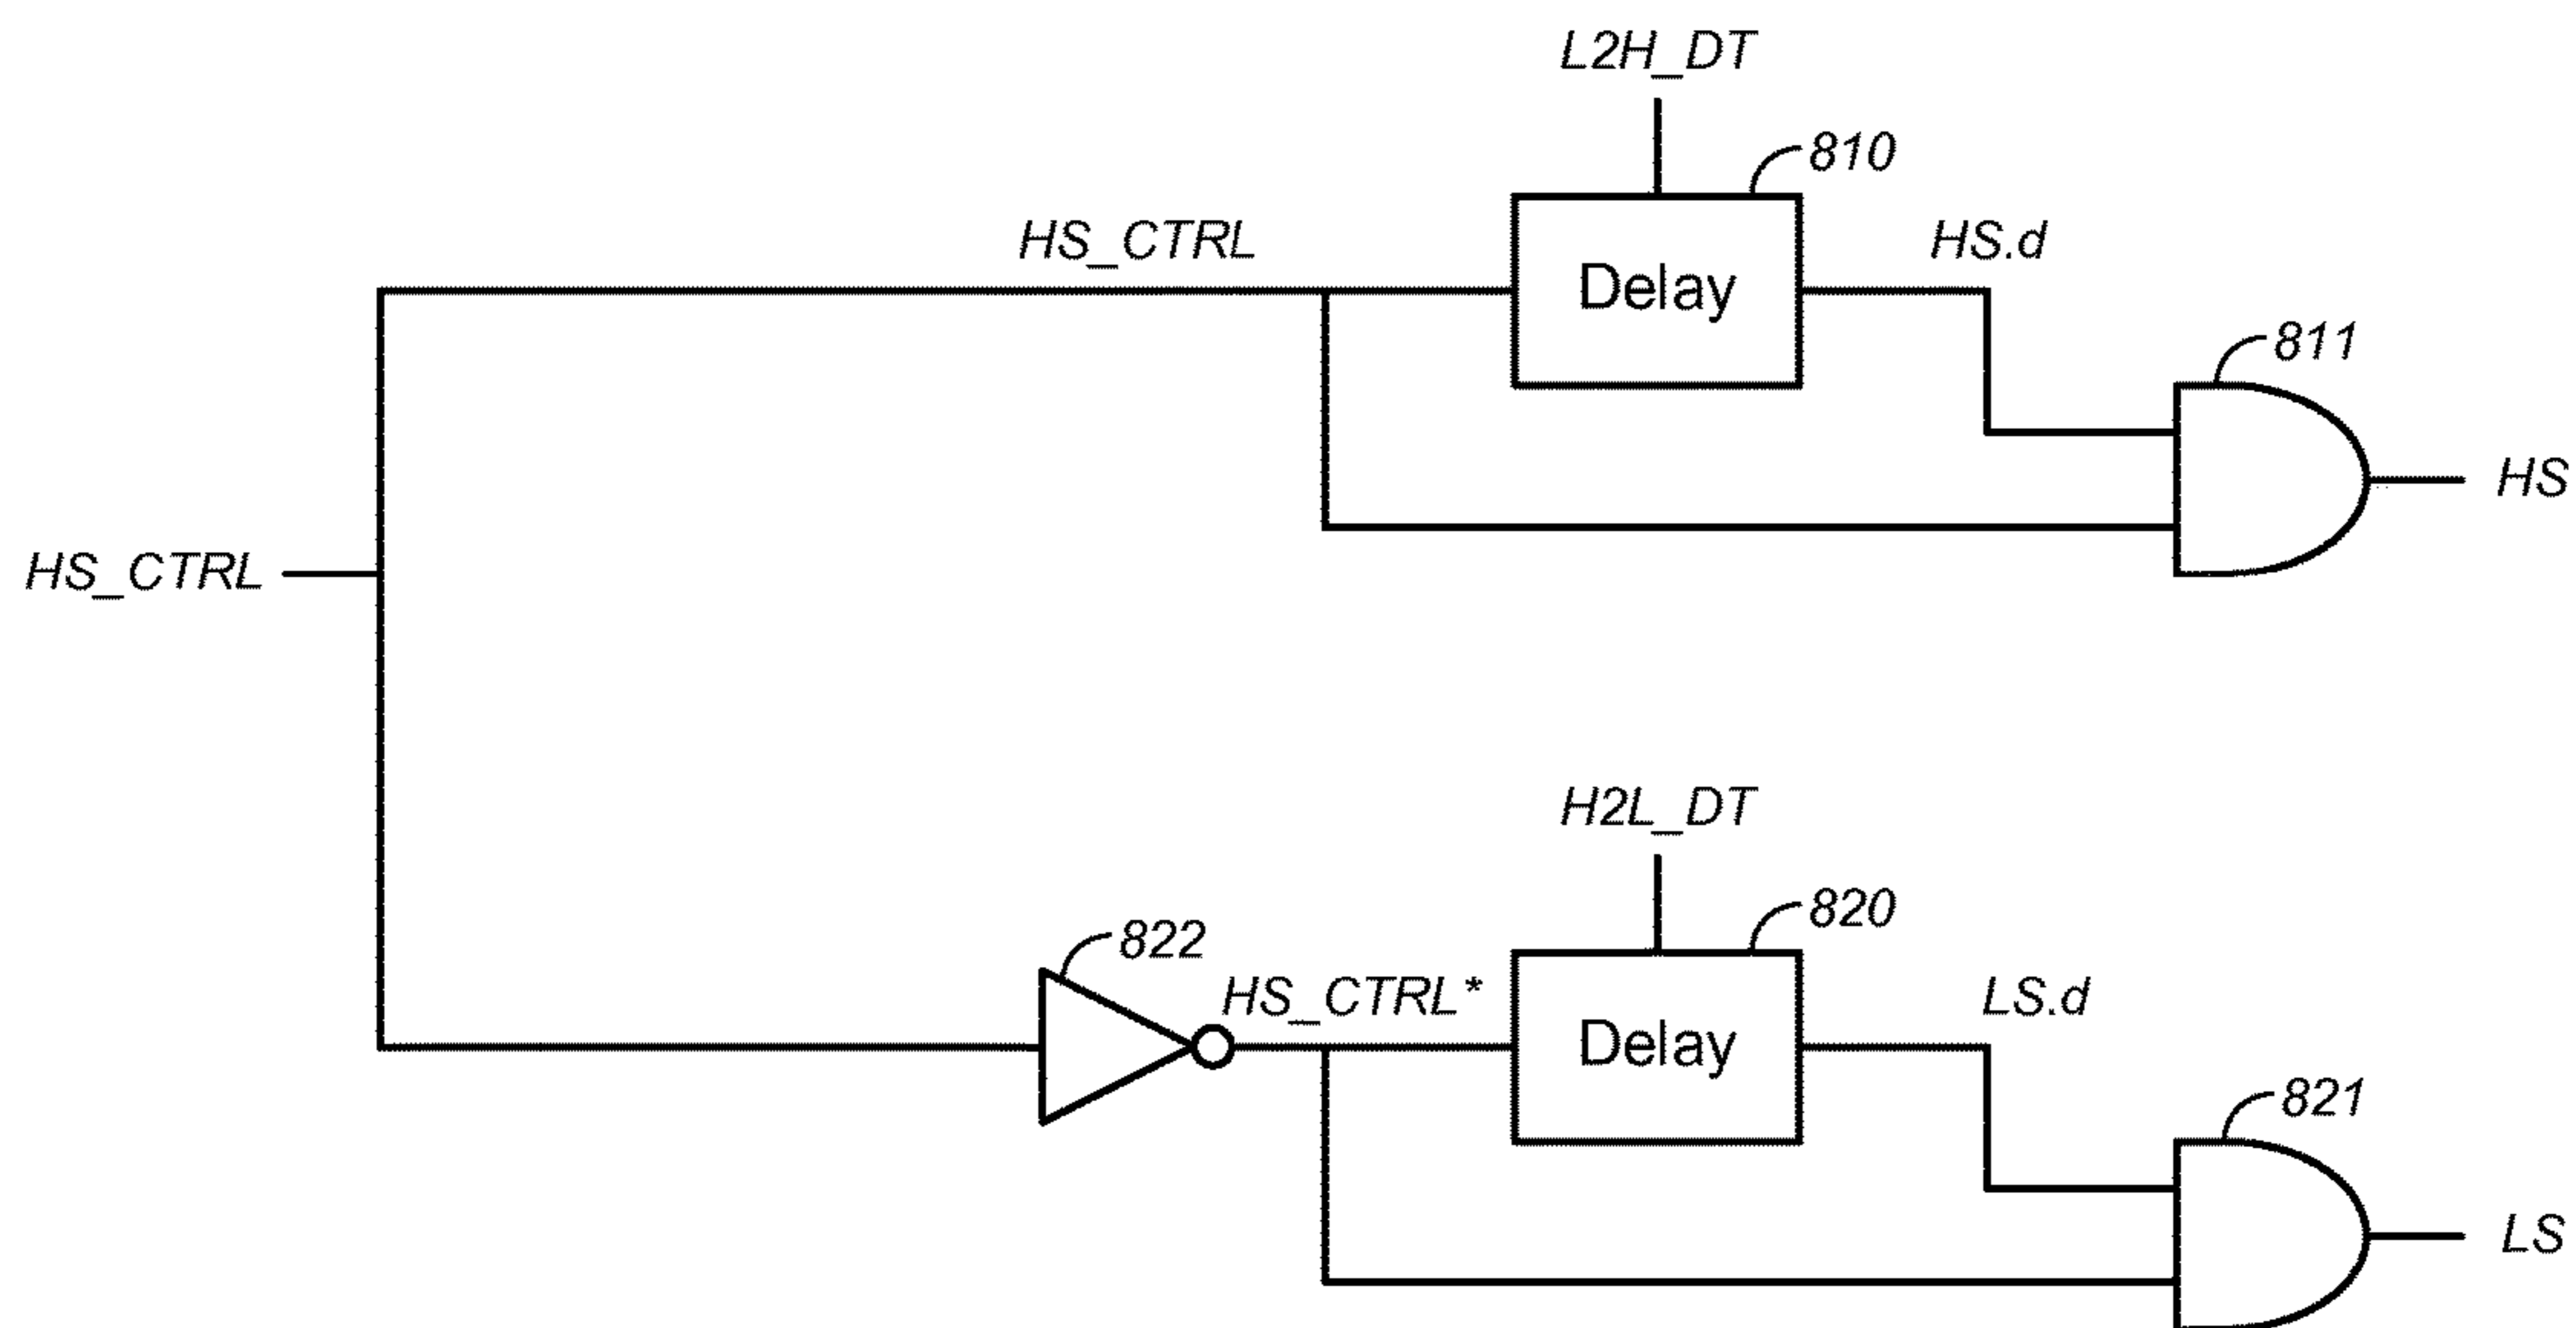 L2H_DT
810
HS_CTRL
Delay
HS.d
811
HS
HS_CTRL
H2L_DT
820
822
HS_CTRL*
Delay
LS.d
821
LS